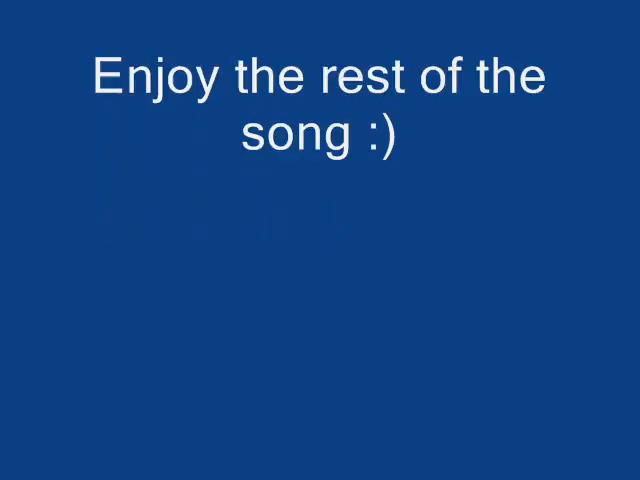 Enjoy the rest of the
song :)